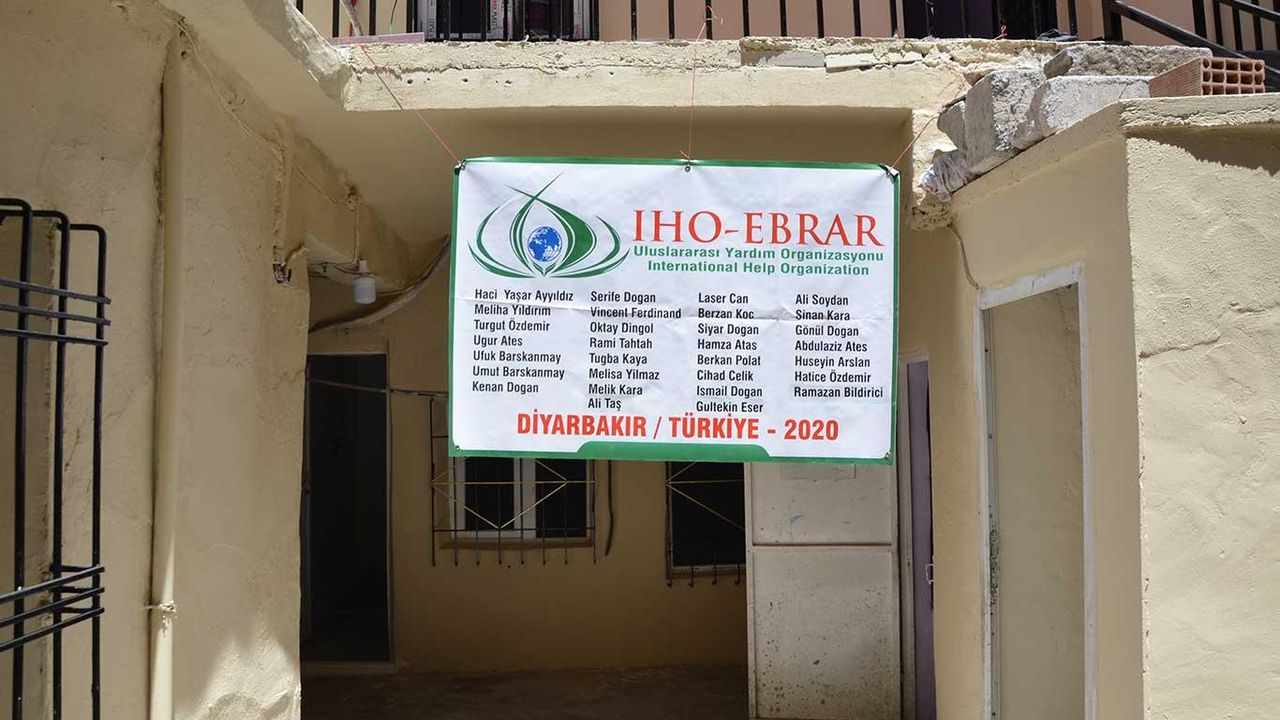 IHO-EBRAR
Uluslararası Yardım Organizasyonu
International Help Organization
Haci Yaşar Ayyıldız
Meliha Yıldırım
Turgut Özdemir
Ugur Ates
Ufuk Barskanmay
Umut Barskanmay
Kenan Dogan
Serife Dogan
Vincent Ferdinand
Oktay Dingol
Rami Tahtah
Tugba Kaya
Melisa Yilmaz
Melik Kara
Ali Taş
Laser Can
Berzan Koc
Siyar Dogan
Hamza Atas
Berkan Polat
Cihad Celik
Ismail Dogan
Gultekin Eser
Ali Soydan
Sinan Kara
Gönül Dogan
Abdulaziz Ates
Huseyin Arslan
Hatice Özdemir
Ramazan Bildirici
DİYARBAKIR / TÜRKİYE - 2020